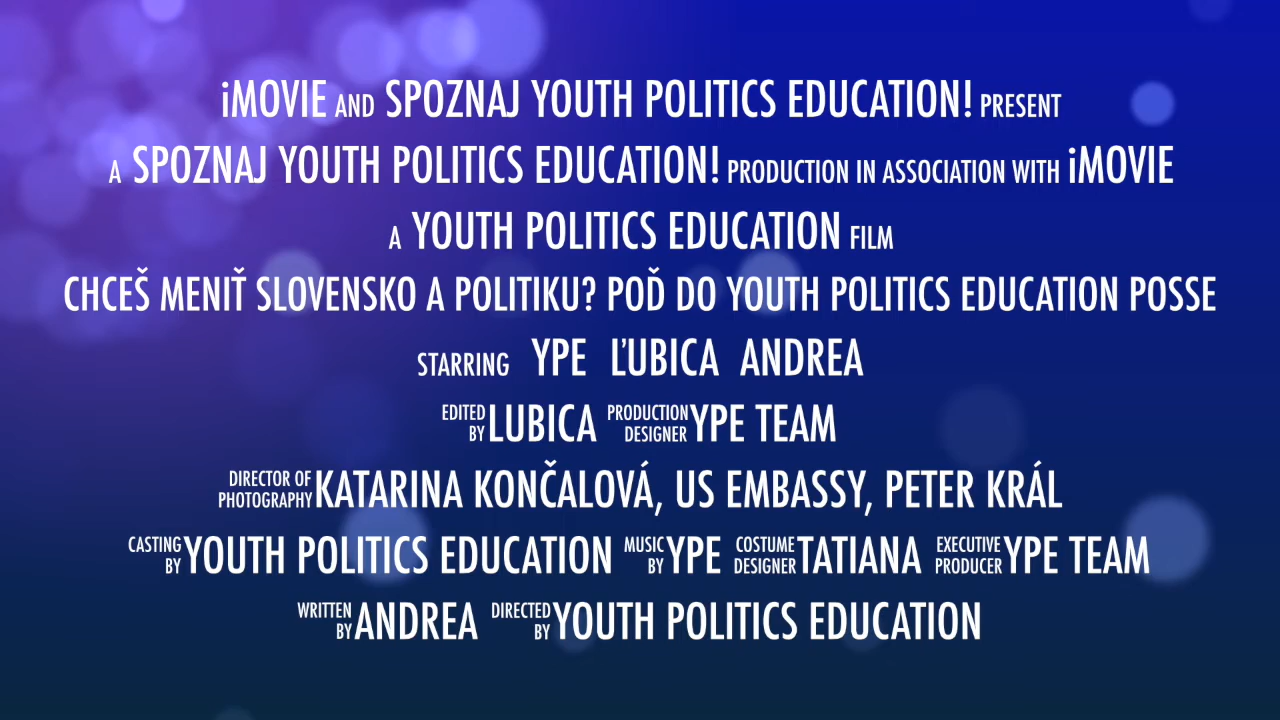 iMOVIE AND SPOZNAJ YOUTH POLITICS EDUCATION! PRESENT
A SPOZNAJ YOUTH POLITICS EDUCATION! PRODUCTION IN ASSOCIATION WITH iMOVIE
A YOUTH POLITICS EDUCATION FILM
CHCEŠ MENIŤ SLOVENSKO A POLITIKU? POĎ DO YOUTH POLITICS EDUCATION POSSE
STARRING YPE ĽUBICA ANDREA
EDITED BY LUBICA PRODUCTION DESIGNER YPE TEAM
DIRECTOR OF PHOTOGRAPHY KATARINA KONČALOVÁ, US EMBASSY, PETER KRÁL
CASTING BY YOUTH POLITICS EDUCATION MUSIC BY YPE COSTUME DESIGNER TATIANA EXECUTIVE PRODUCER YPE TEAM
WRITTEN BY ANDREA DIRECTED BY YOUTH POLITICS EDUCATION